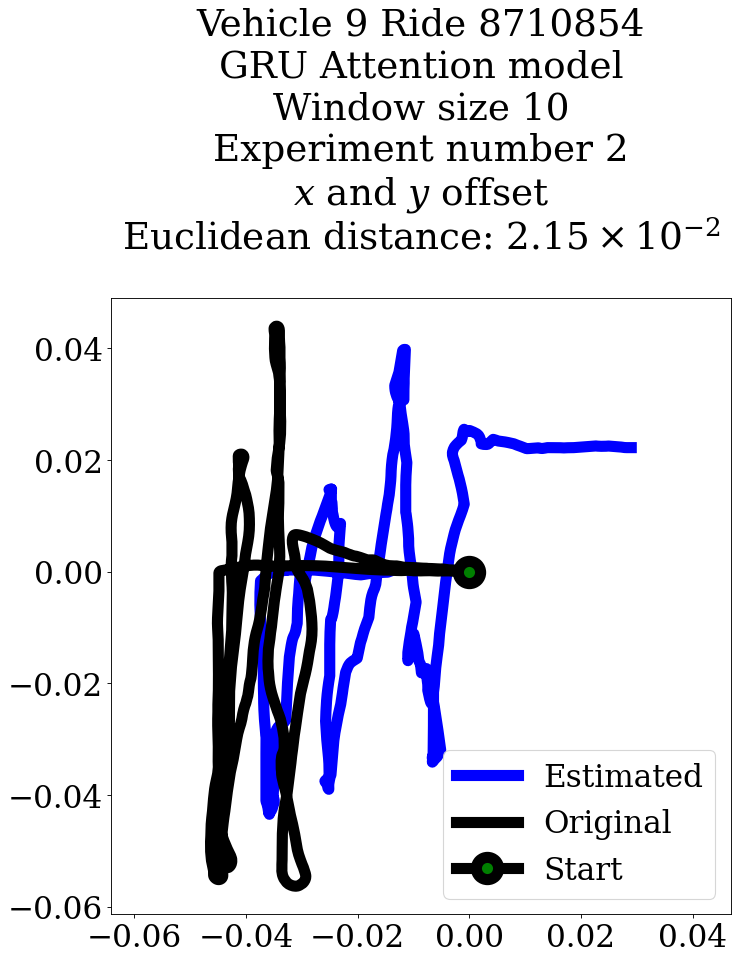 Vehicle 9 Ride 8710854
GRU Attention model
Window size 10
Experiment number 2
x and y offset
Euclidean distance: 2.15 × 10⁻²
0.04
0.02
0.00
−0.02
−0.04
−0.06
Estimated
Original
Start
−0.06 −0.04 −0.02 0.00 0.02 0.04